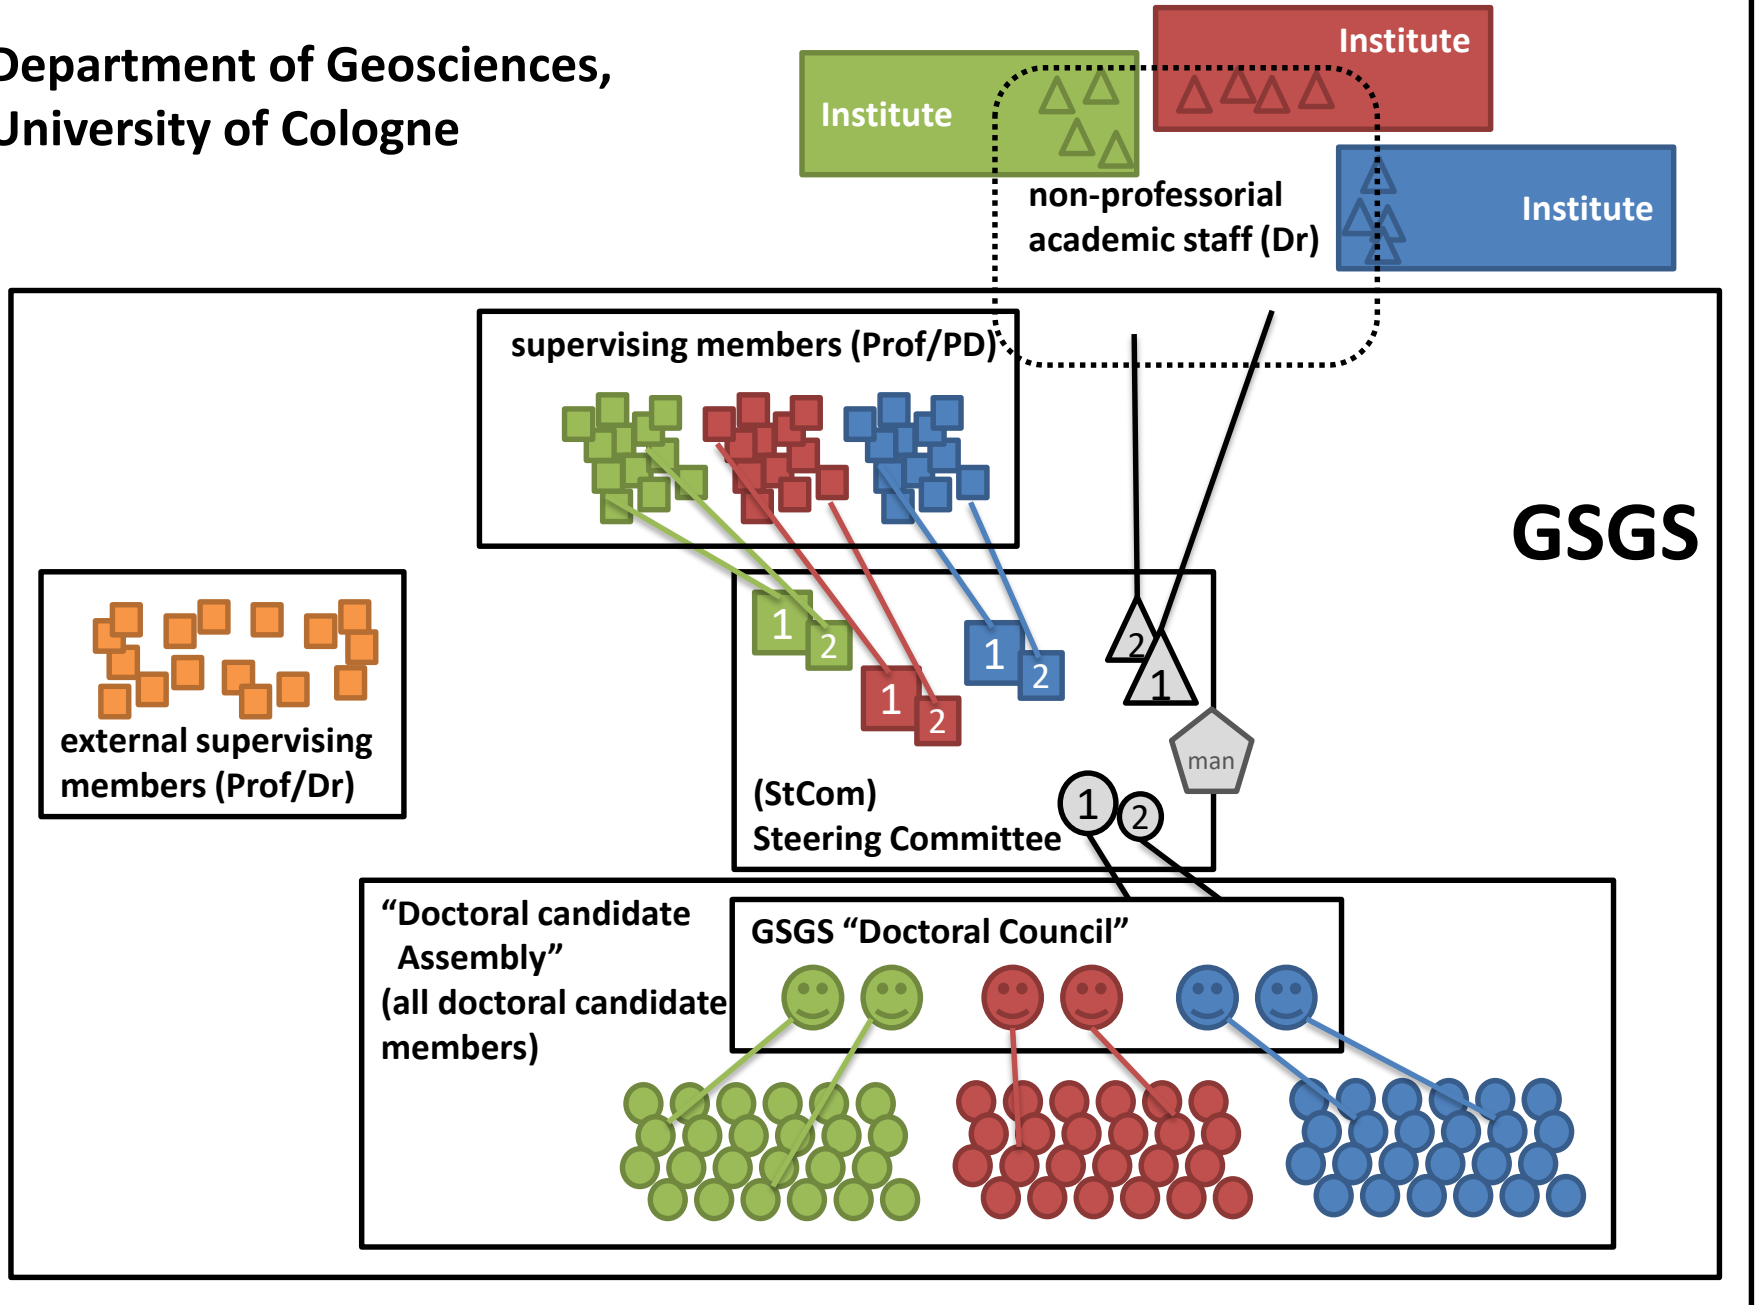 Department of Geosciences,
University of Cologne
Institute
Institute
Institute
non-professorial
academic staff (Dr)
supervising members (Prof/PD)
GSGS
external supervising
members (Prof/Dr)
1
2
1
2
1
2
2
1
man
1
2
(StCom)
Steering Committee
“Doctoral candidate
Assembly”
(all doctoral candidate
members)
GSGS “Doctoral Council”